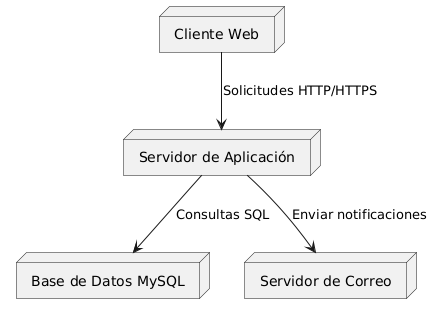 Cliente Web
Solicitudes HTTP/HTTPS
Servidor de Aplicación
Consultas SQL
Enviar notificaciones
Base de Datos MySQL
Servidor de Correo